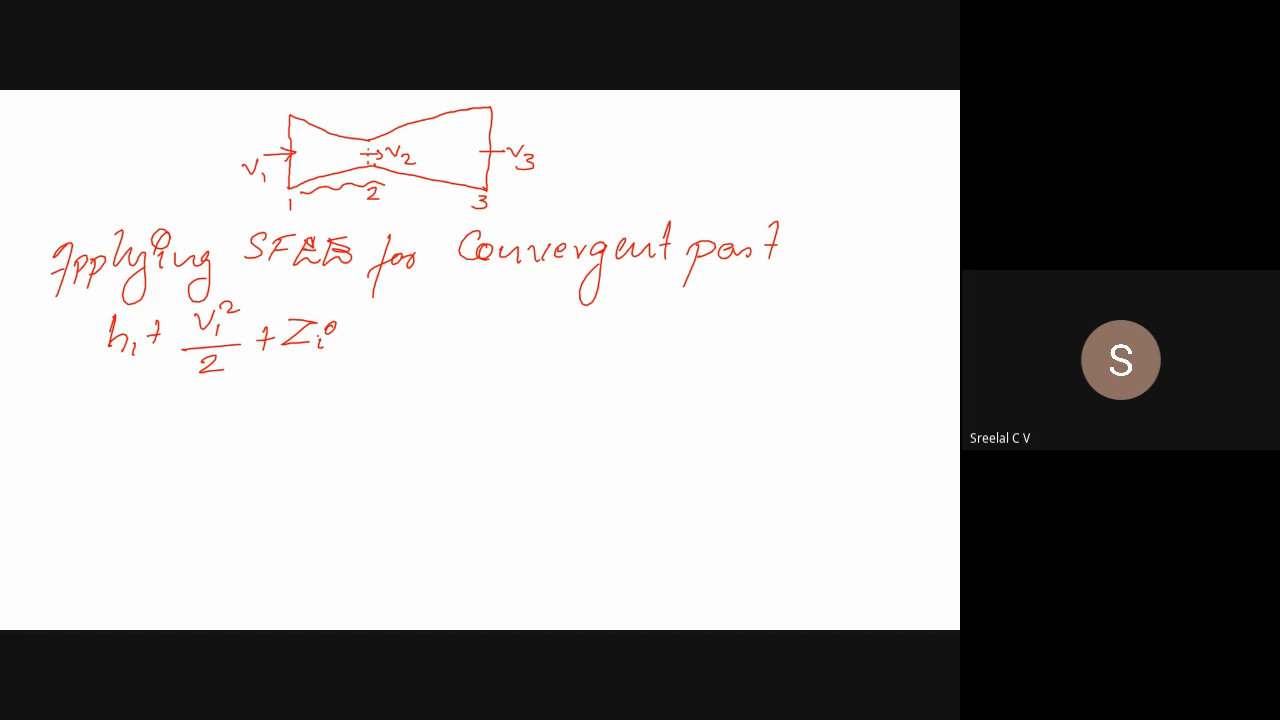 V₁ → V₂ V₃
1 2 3
Applying SFEE for Convergent part
h₁ + V₁²/2 + Z₁
S
Sreelal C V